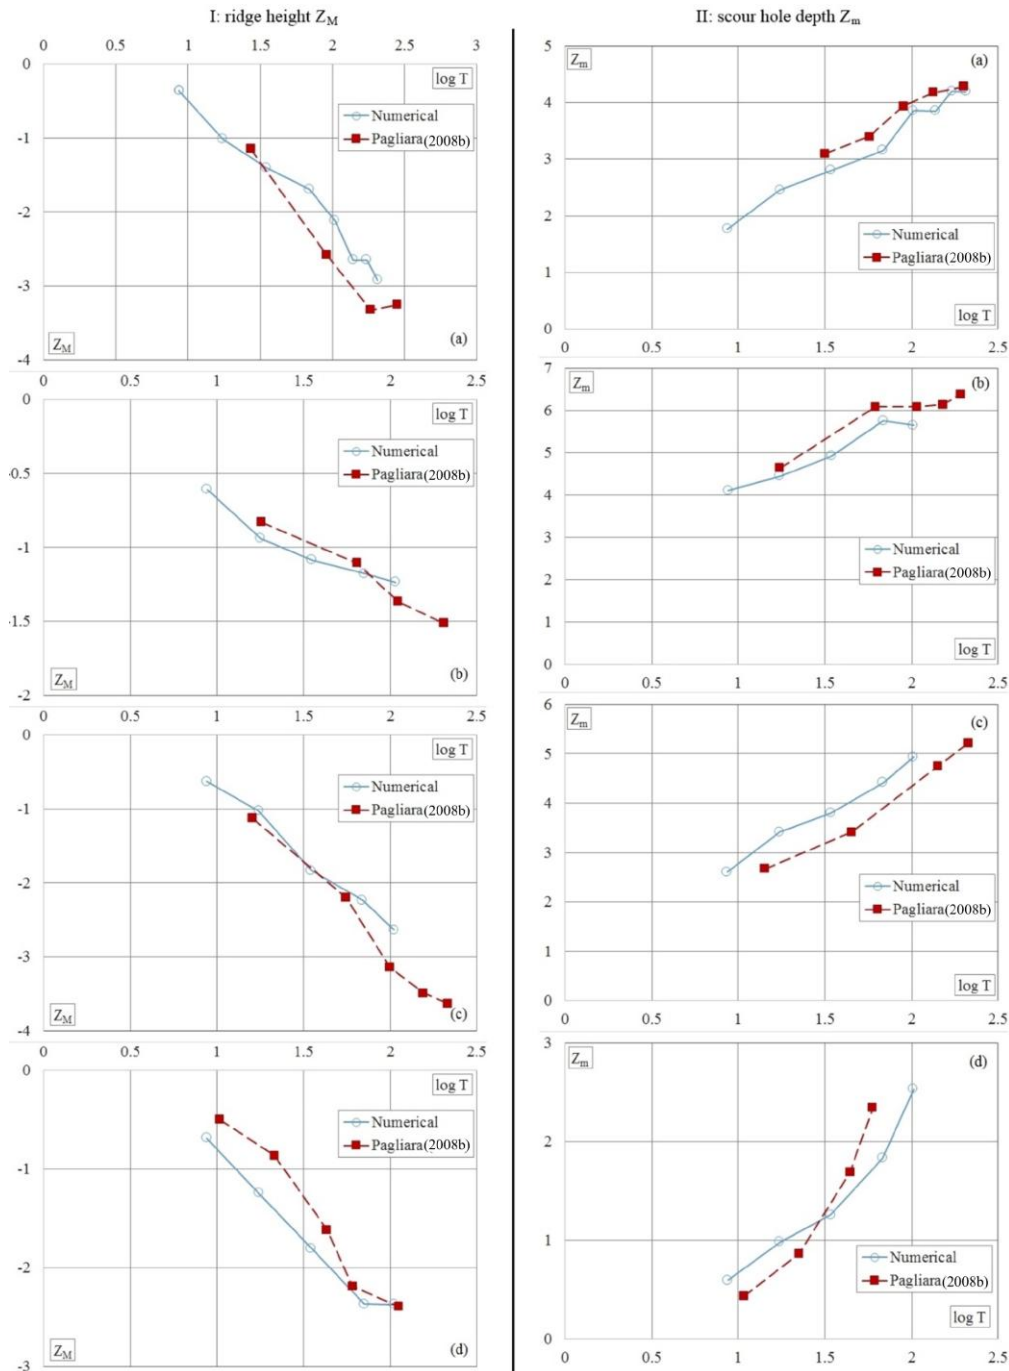 I: ridge height Z_M
0 0.5 1 1.5 2 2.5 3
log T
0
-1
-2
-3
-4
Numerical
Pagliara(2008b)
Z_M
(a)
0 0.5 1 1.5 2 2.5
log T
0
-0.5
-1
-1.5
-2
Numerical
Pagliara(2008b)
Z_M
(b)
0 0.5 1 1.5 2 2.5
log T
0
-1
-2
-3
-4
Numerical
Pagliara(2008b)
Z_M
(c)
0 0.5 1 1.5 2 2.5
log T
0
-1
-2
-3
Numerical
Pagliara(2008b)
Z_M
(d)
II: scour hole depth Z_m
Z_m
(a)
5
4
3
2
1
0
Numerical
Pagliara(2008b)
log T
0 0.5 1 1.5 2 2.5
Z_m
(b)
7
6
5
4
3
2
1
0
Numerical
Pagliara(2008b)
log T
0 0.5 1 1.5 2 2.5
Z_m
(c)
6
5
4
3
2
1
0
Numerical
Pagliara(2008b)
log T
0 0.5 1 1.5 2 2.5
Z_m
(d)
3
2
1
0
Numerical
Pagliara(2008b)
log T
0 0.5 1 1.5 2 2.5